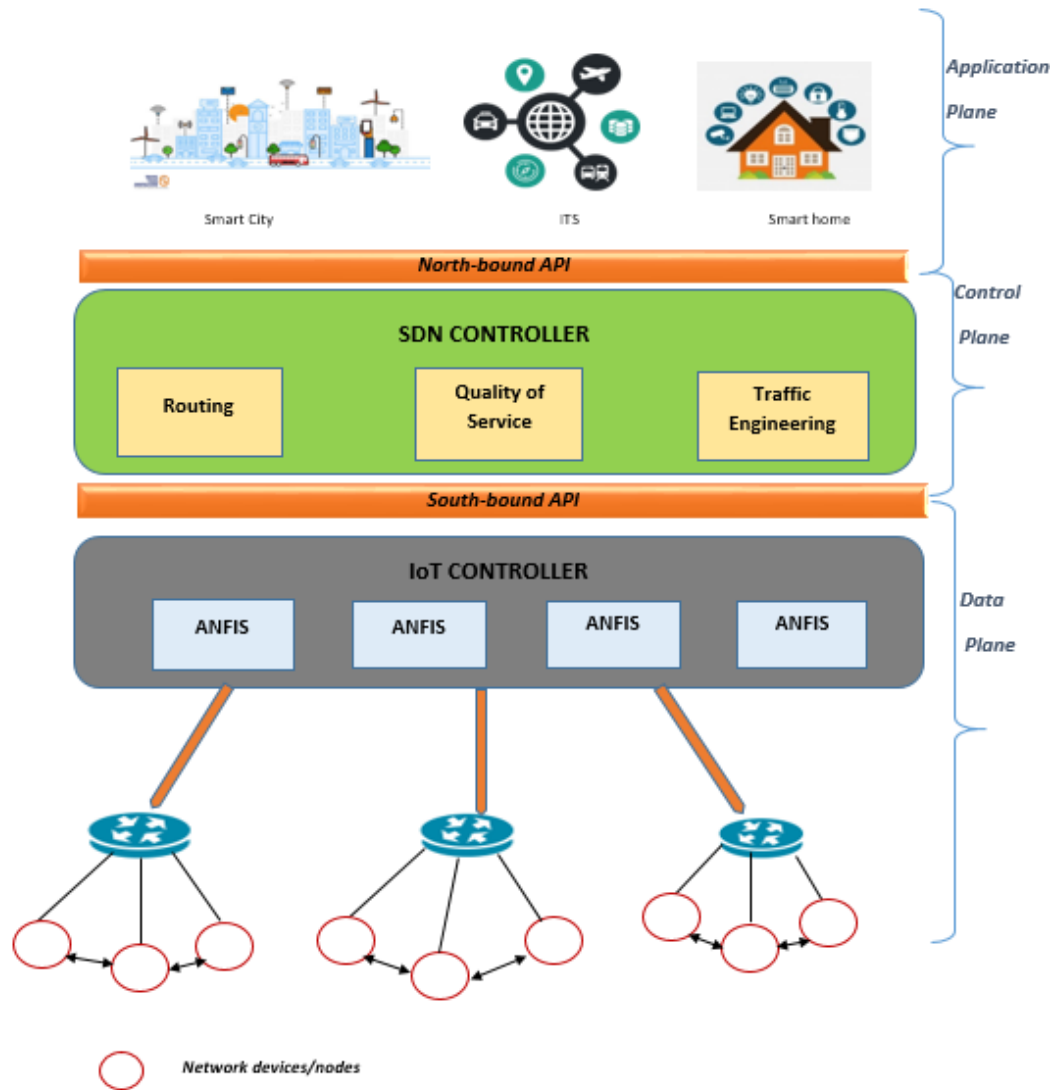 Application
Plane
Smart City
ITS
Smart home
North-bound API
Control
Plane
SDN CONTROLLER
Routing
Quality of
Service
Traffic
Engineering
South-bound API
IoT CONTROLLER
ANFIS
ANFIS
ANFIS
ANFIS
Data
Plane
Network devices/nodes